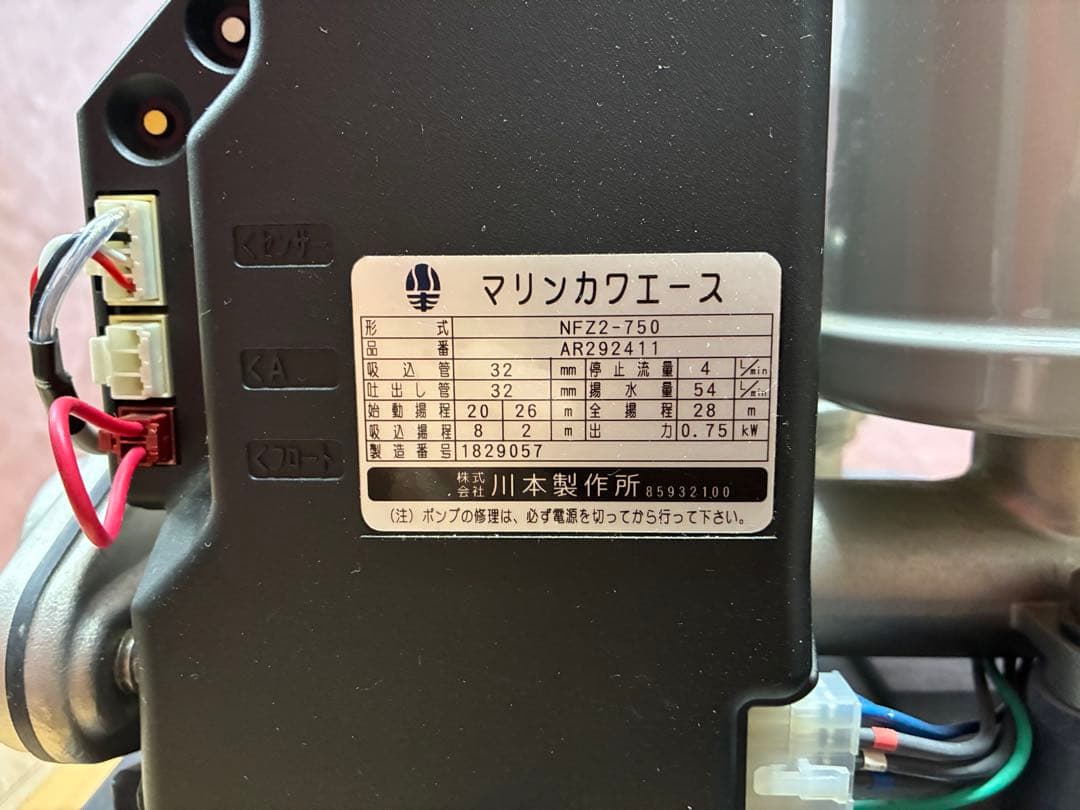 <センサー
<A
<フロート
マリンカワエース
形式 NFZ2-750
品番 AR292411
吸込管 32 mm 停止流量 4 L/min
吐出し管 32 mm 揚水量 54 L/min
始動揚程 20 26 m 全揚程 28 m
吸込揚程 8 2 m 出力 0.75 kW
製造番号 1829057
株式会社 川本製作所 85932100
(注) ポンプの修理は、必ず電源を切ってから行って下さい。